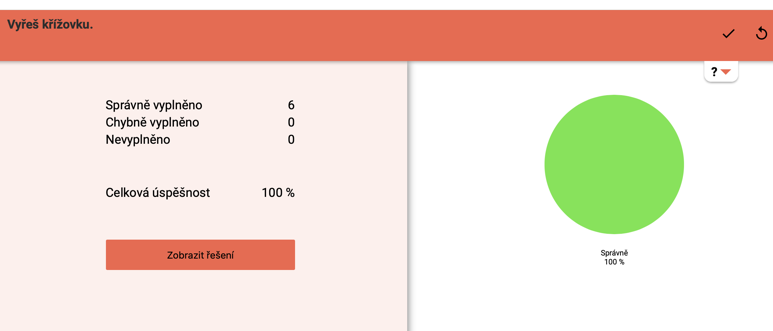 Vyřeš křížovku.
?
Správně vyplněno 6
Chybně vyplněno 0
Nevyplněno 0
Celková úspěšnost 100 %
Zobrazit řešení
Správně
100 %